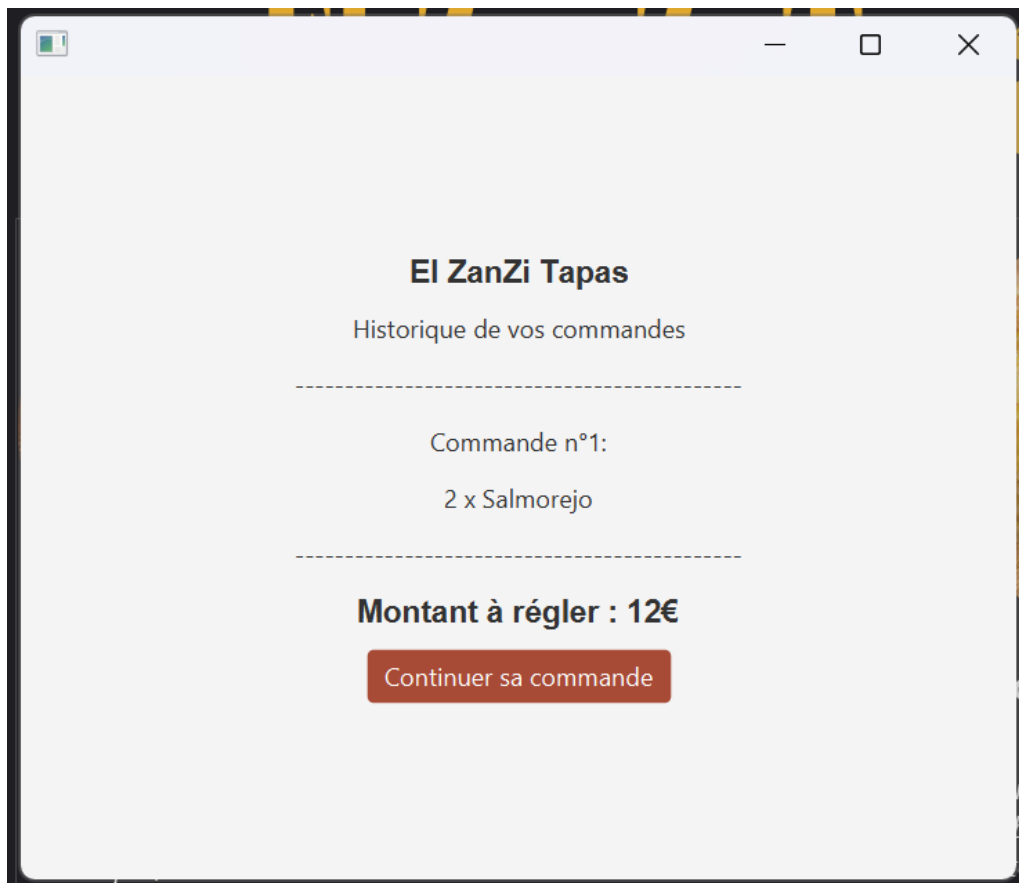 El ZanZi Tapas
Historique de vos commandes
---------------------------------------------
Commande n°1:
2 x Salmorejo
---------------------------------------------
Montant à régler : 12€
Continuer sa commande